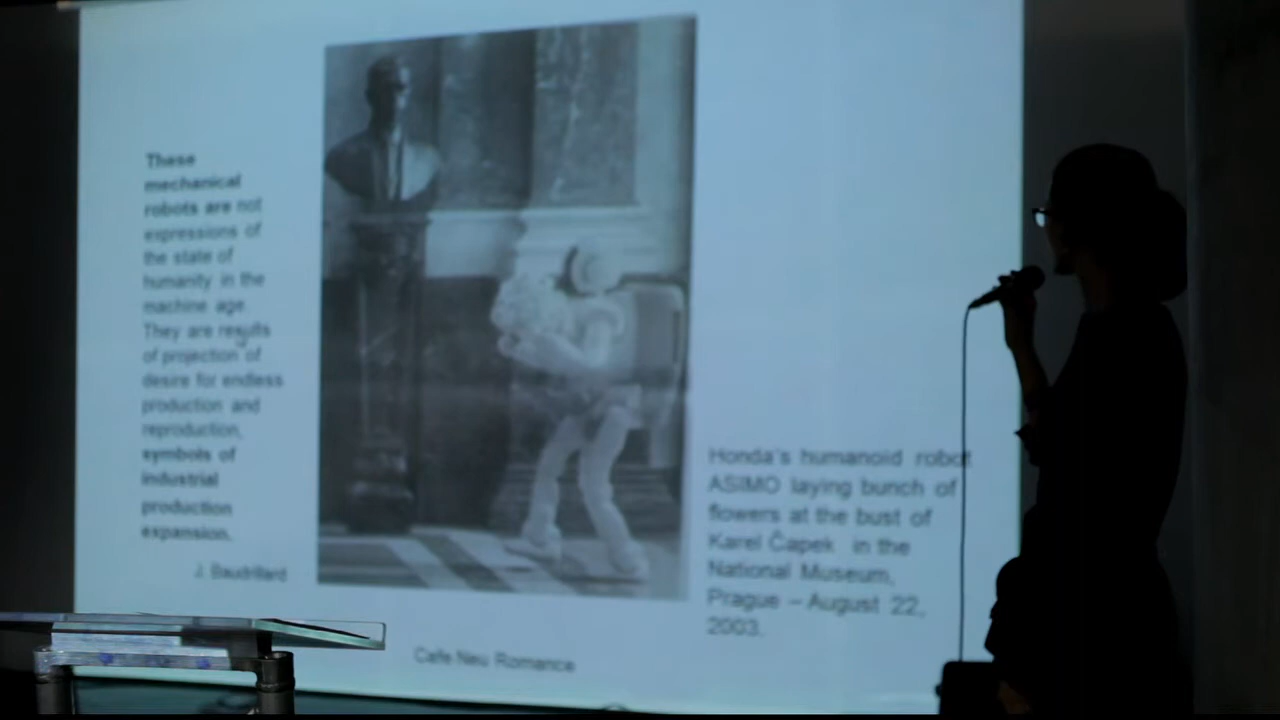 These
mechanical
robots are not
expressions of
the state of
humanity in the
machine age.
They are results
of projection of
desire for endless
production and
reproduction,
symbols of
industrial
production
expansion.
J. Baudrillard
Honda's humanoid robot
ASIMO laying bunch of
flowers at the bust of
Karel Čapek in the
National Museum,
Prague – August 22,
2003.
Cafe Neu Romance